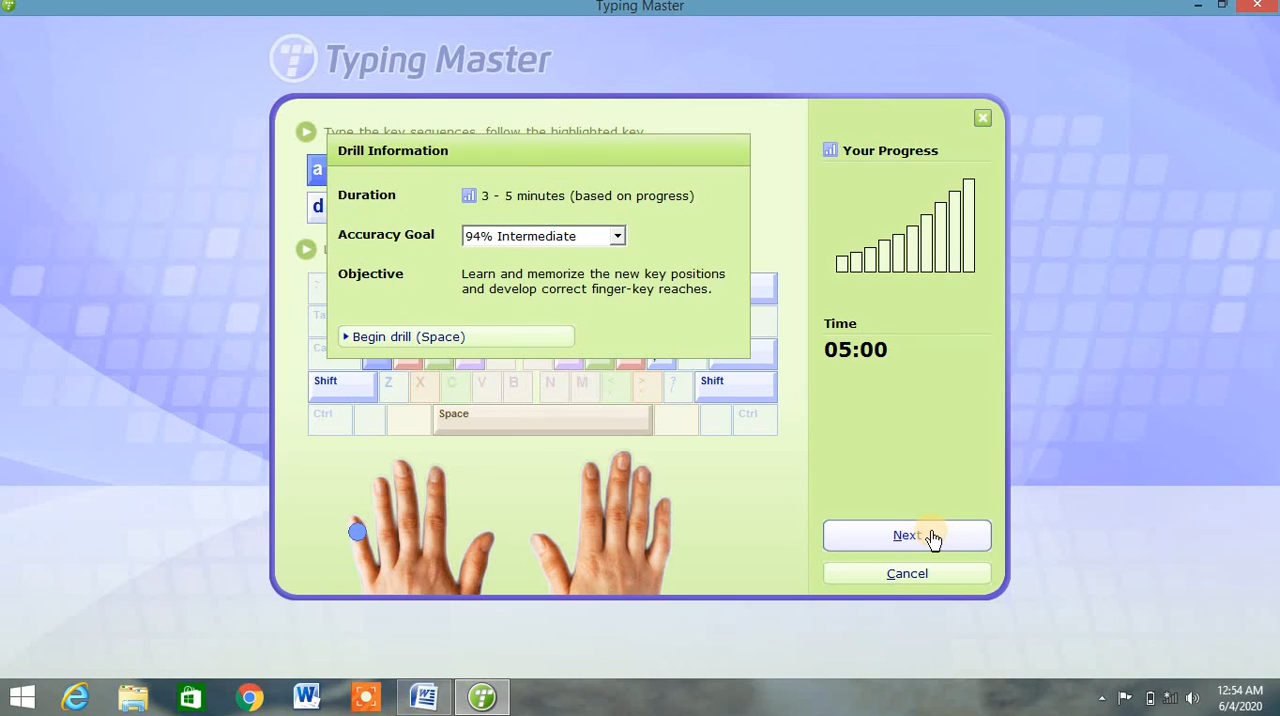 Typing Master
Typing Master
Type the key sequences, follow the highlighted key
a
d
Drill Information
Duration
3 - 5 minutes (based on progress)
Accuracy Goal
94% Intermediate
Objective
Learn and memorize the new key positions
and develop correct finger-key reaches.
Begin drill (Space)
Ta
Ca
Shift
Z
X
C
V
B
N
M
<
>
?
/
Shift
Ctrl
Space
Ctrl
Your Progress
Time
05:00
Next
Cancel
12:54 AM
6/4/2020